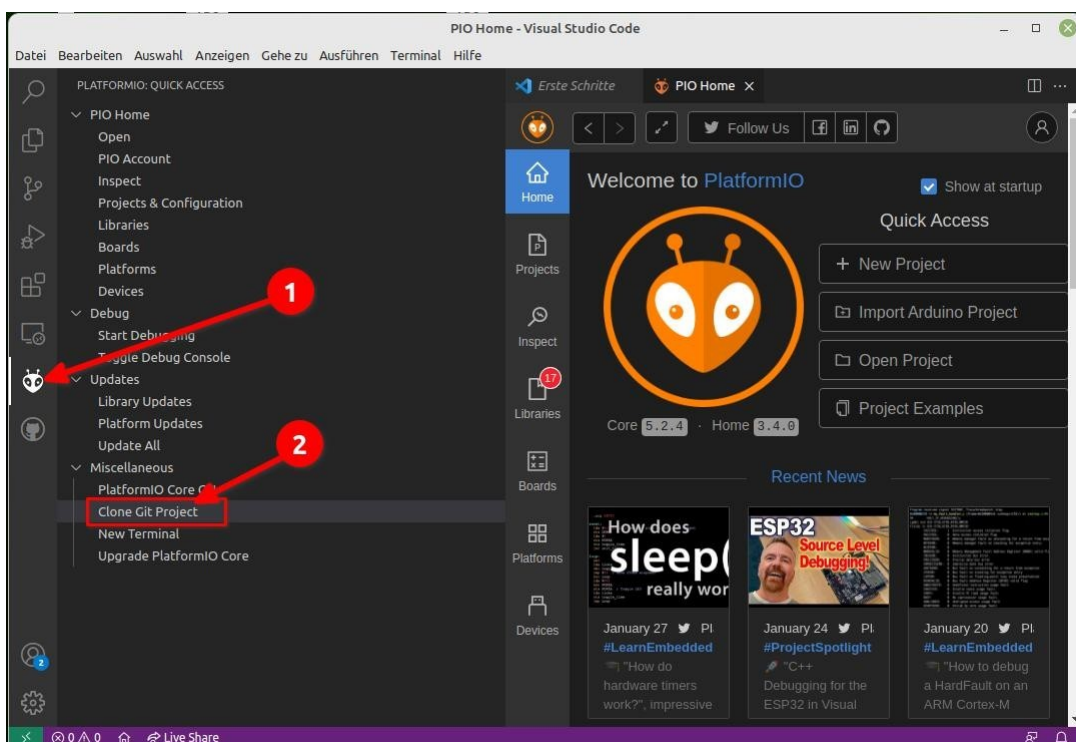 PIO Home - Visual Studio Code
Datei Bearbeiten Auswahl Anzeigen Gehe zu Ausführen Terminal Hilfe
PLATFORMIO: QUICK ACCESS
PIO Home
Open
PIO Account
Inspect
Projects & Configuration
Libraries
Boards
Platforms
Devices
1
Debug
Start Debugging
Toggle Debug Console
Updates
Library Updates
Platform Updates
Update All
2
Miscellaneous
PlatformIO Core
Clone Git Project
New Terminal
Upgrade PlatformIO Core
2
Erste Schritte
PIO Home
Follow Us
Home
Projects
Inspect
17
Libraries
Boards
Platforms
Devices
Welcome to PlatformIO
Show at startup
Quick Access
New Project
Import Arduino Project
Open Project
Project Examples
Core 5.2.4 · Home 3.4.0
Recent News
How does
sleep(
really wor
January 27 Pl
#LearnEmbedded
"How do
hardware timers
work?", impressive
ESP32
Source Level
Debugging!
January 24 Pl
#ProjectSpotlight
"C++
Debugging for the
ESP32 in Visual
January 20 Pl
#LearnEmbedded
"How to debug
a HardFault on an
ARM Cortex-M
0 0 Live Share